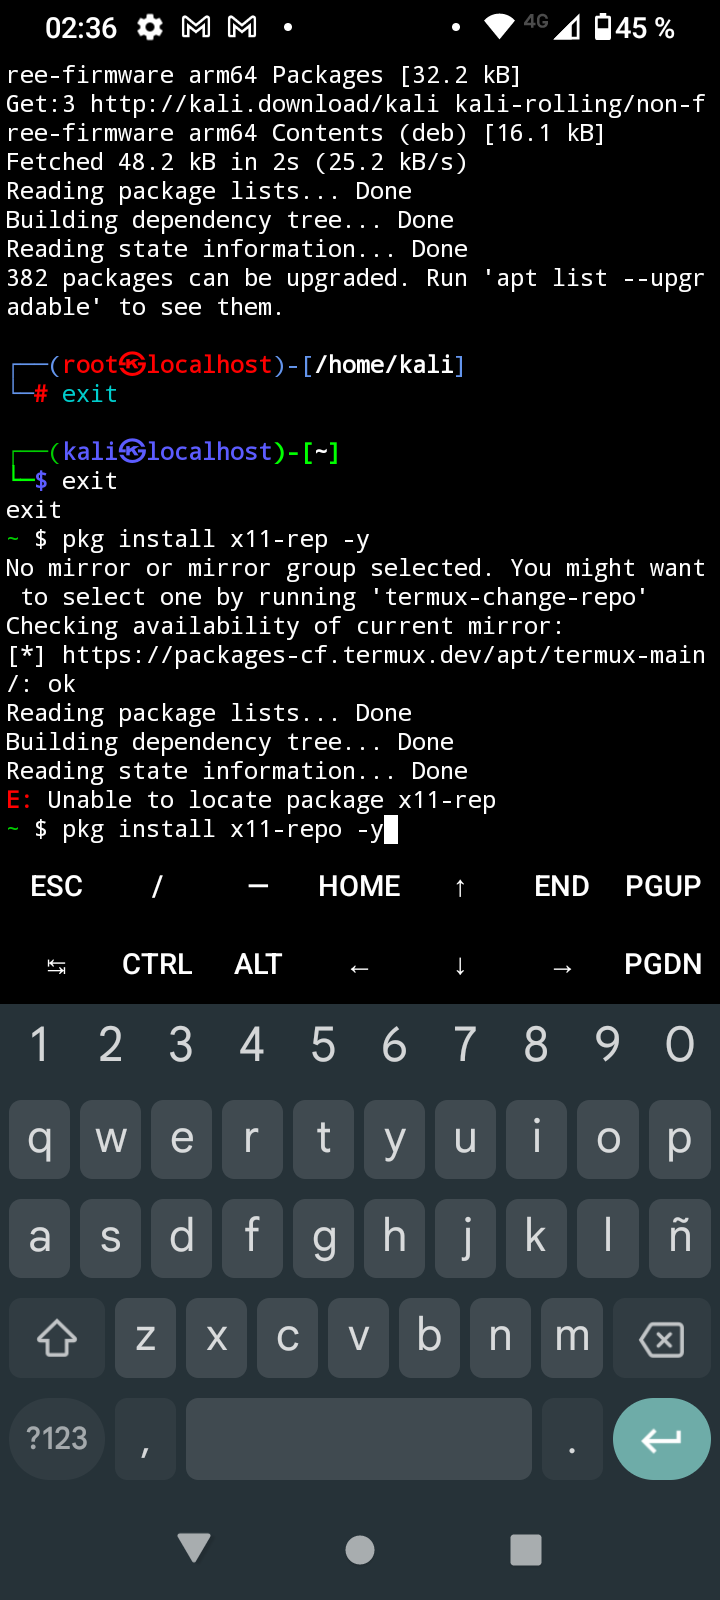 02:36 4G 45 %
ree-firmware arm64 Packages [32.2 kB]
Get:3 http://kali.download/kali kali-rolling/non-f
ree-firmware arm64 Contents (deb) [16.1 kB]
Fetched 48.2 kB in 2s (25.2 kB/s)
Reading package lists... Done
Building dependency tree... Done
Reading state information... Done
382 packages can be upgraded. Run 'apt list --upgr
adable' to see them.
┌──(root㉿localhost)-[/home/kali]
└─# exit
┌──(kali㉿localhost)-[~]
└─$ exit
exit
~ $ pkg install x11-rep -y
No mirror or mirror group selected. You might want
 to select one by running 'termux-change-repo'
Checking availability of current mirror:
[*] https://packages-cf.termux.dev/apt/termux-main
/: ok
Reading package lists... Done
Building dependency tree... Done
Reading state information... Done
E: Unable to locate package x11-rep
~ $ pkg install x11-repo -y
ESC / — HOME ↑ END PGUP
↹ CTRL ALT ← ↓ → PGDN
1 2 3 4 5 6 7 8 9 0
q w e r t y u i o p
a s d f g h j k l ñ
z x c v b n m
?123 , .